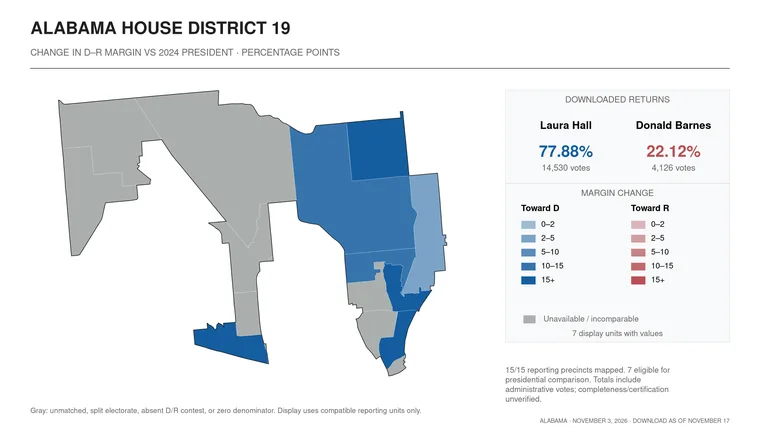 ALABAMA HOUSE DISTRICT 19
CHANGE IN D–R MARGIN VS 2024 PRESIDENT · PERCENTAGE POINTS
DOWNLOADED RETURNS
Laura Hall Donald Barnes
77.88% 22.12%
14,530 votes 4,126 votes
MARGIN CHANGE
Toward D Toward R
0–2 0–2
2–5 2–5
5–10 5–10
10–15 10–15
15+ 15+
Unavailable / incomparable
7 display units with values
15/15 reporting precincts mapped. 7 eligible for
presidential comparison. Totals include
administrative votes; completeness/certification
unverified.
Gray: unmatched, split electorate, absent D/R contest, or zero denominator. Display uses compatible reporting units only.
ALABAMA · NOVEMBER 3, 2026 · DOWNLOAD AS OF NOVEMBER 17